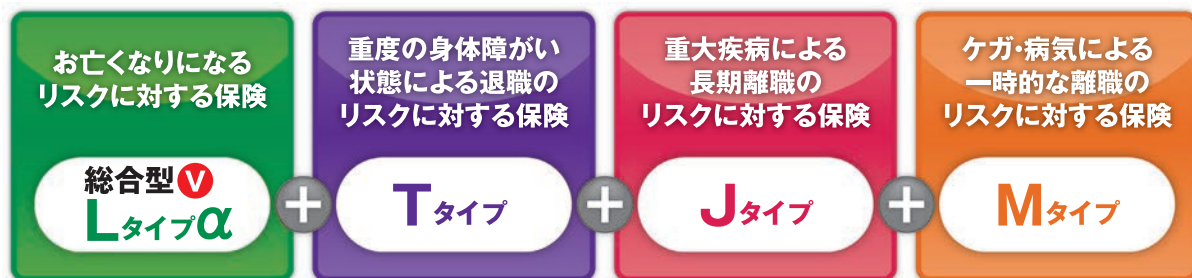 お亡くなりになる
リスクに対する保険
総合型V
Lタイプα
+
重度の身体障がい
状態による退職の
リスクに対する保険
Tタイプ
+
重大疾病による
長期離職の
リスクに対する保険
Jタイプ
+
ケガ・病気による
一時的な離職の
リスクに対する保険
Mタイプ